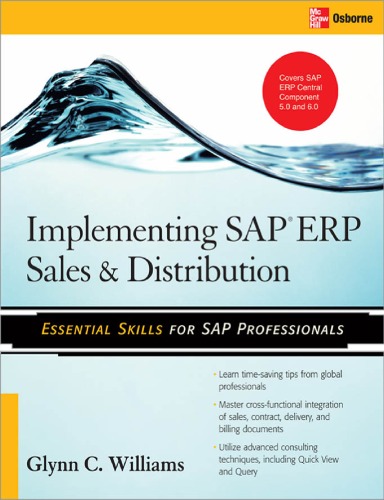 Mc
Graw
Hill
Osborne
Covers SAP
ERP Central
Component
5.0 and 6.0
Implementing SAP® ERP
Sales & Distribution
ESSENTIAL SKILLS FOR SAP PROFESSIONALS
• Learn time-saving tips from global
professionals
• Master cross-functional integration
of sales, contract, delivery, and
billing documents
• Utilize advanced consulting
techniques, including Quick View
and Query
Glynn C. Williams